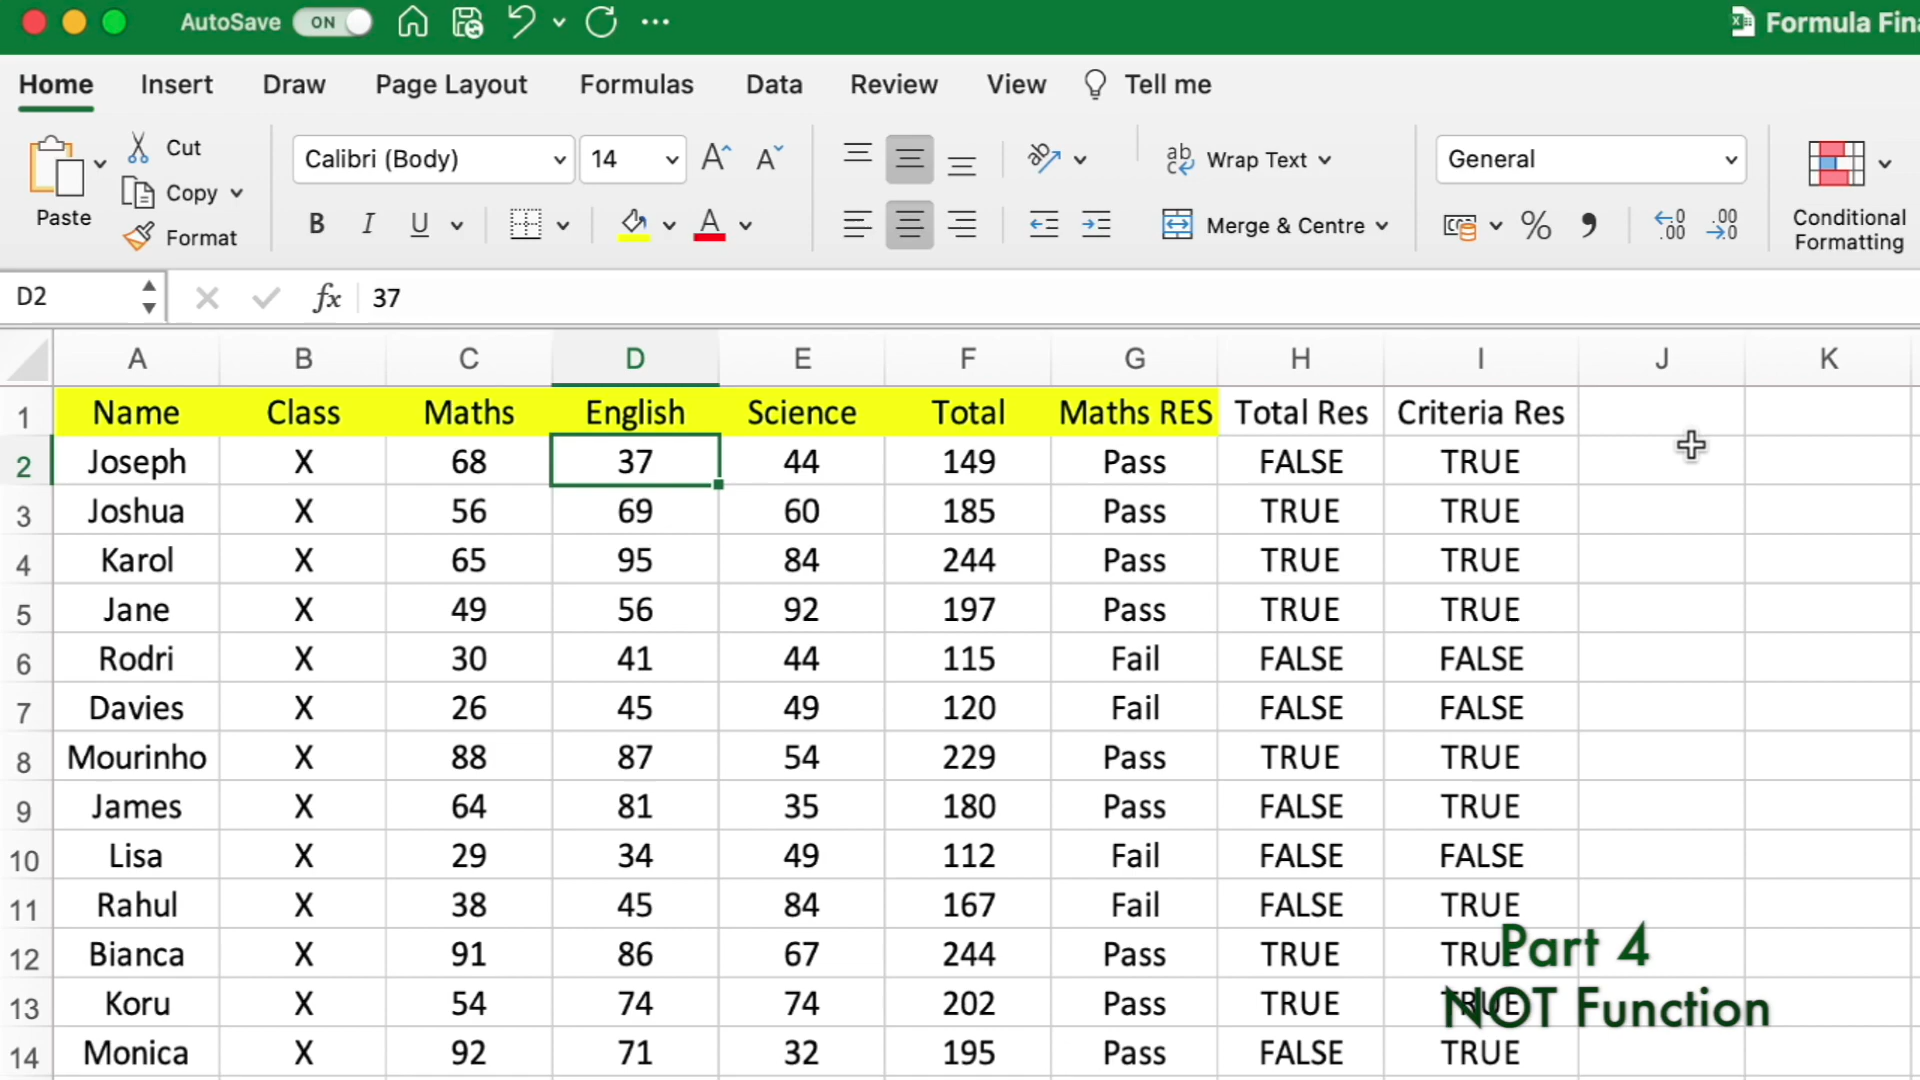 AutoSave ON Formula Fina
Home Insert Draw Page Layout Formulas Data Review View Tell me
Paste Cut Copy Format
Calibri (Body) 14 A A
B I U A
ab Wrap Text
Merge & Centre
General
% .00 .00
Conditional
Formatting
D2 fx 37
A B C D E F G H I J K
1 Name Class Maths English Science Total Maths RES Total Res Criteria Res
2 Joseph X 68 37 44 149 Pass FALSE TRUE
3 Joshua X 56 69 60 185 Pass TRUE TRUE
4 Karol X 65 95 84 244 Pass TRUE TRUE
5 Jane X 49 56 92 197 Pass TRUE TRUE
6 Rodri X 30 41 44 115 Fail FALSE FALSE
7 Davies X 26 45 49 120 Fail FALSE FALSE
8 Mourinho X 88 87 54 229 Pass TRUE TRUE
9 James X 64 81 35 180 Pass FALSE TRUE
10 Lisa X 29 34 49 112 Fail FALSE FALSE
11 Rahul X 38 45 84 167 Fail FALSE TRUE
12 Bianca X 91 86 67 244 Pass TRUE TRUE
13 Koru X 54 74 74 202 Pass TRUE TRUE
14 Monica X 92 71 32 195 Pass FALSE TRUE
Part 4
NOT Function